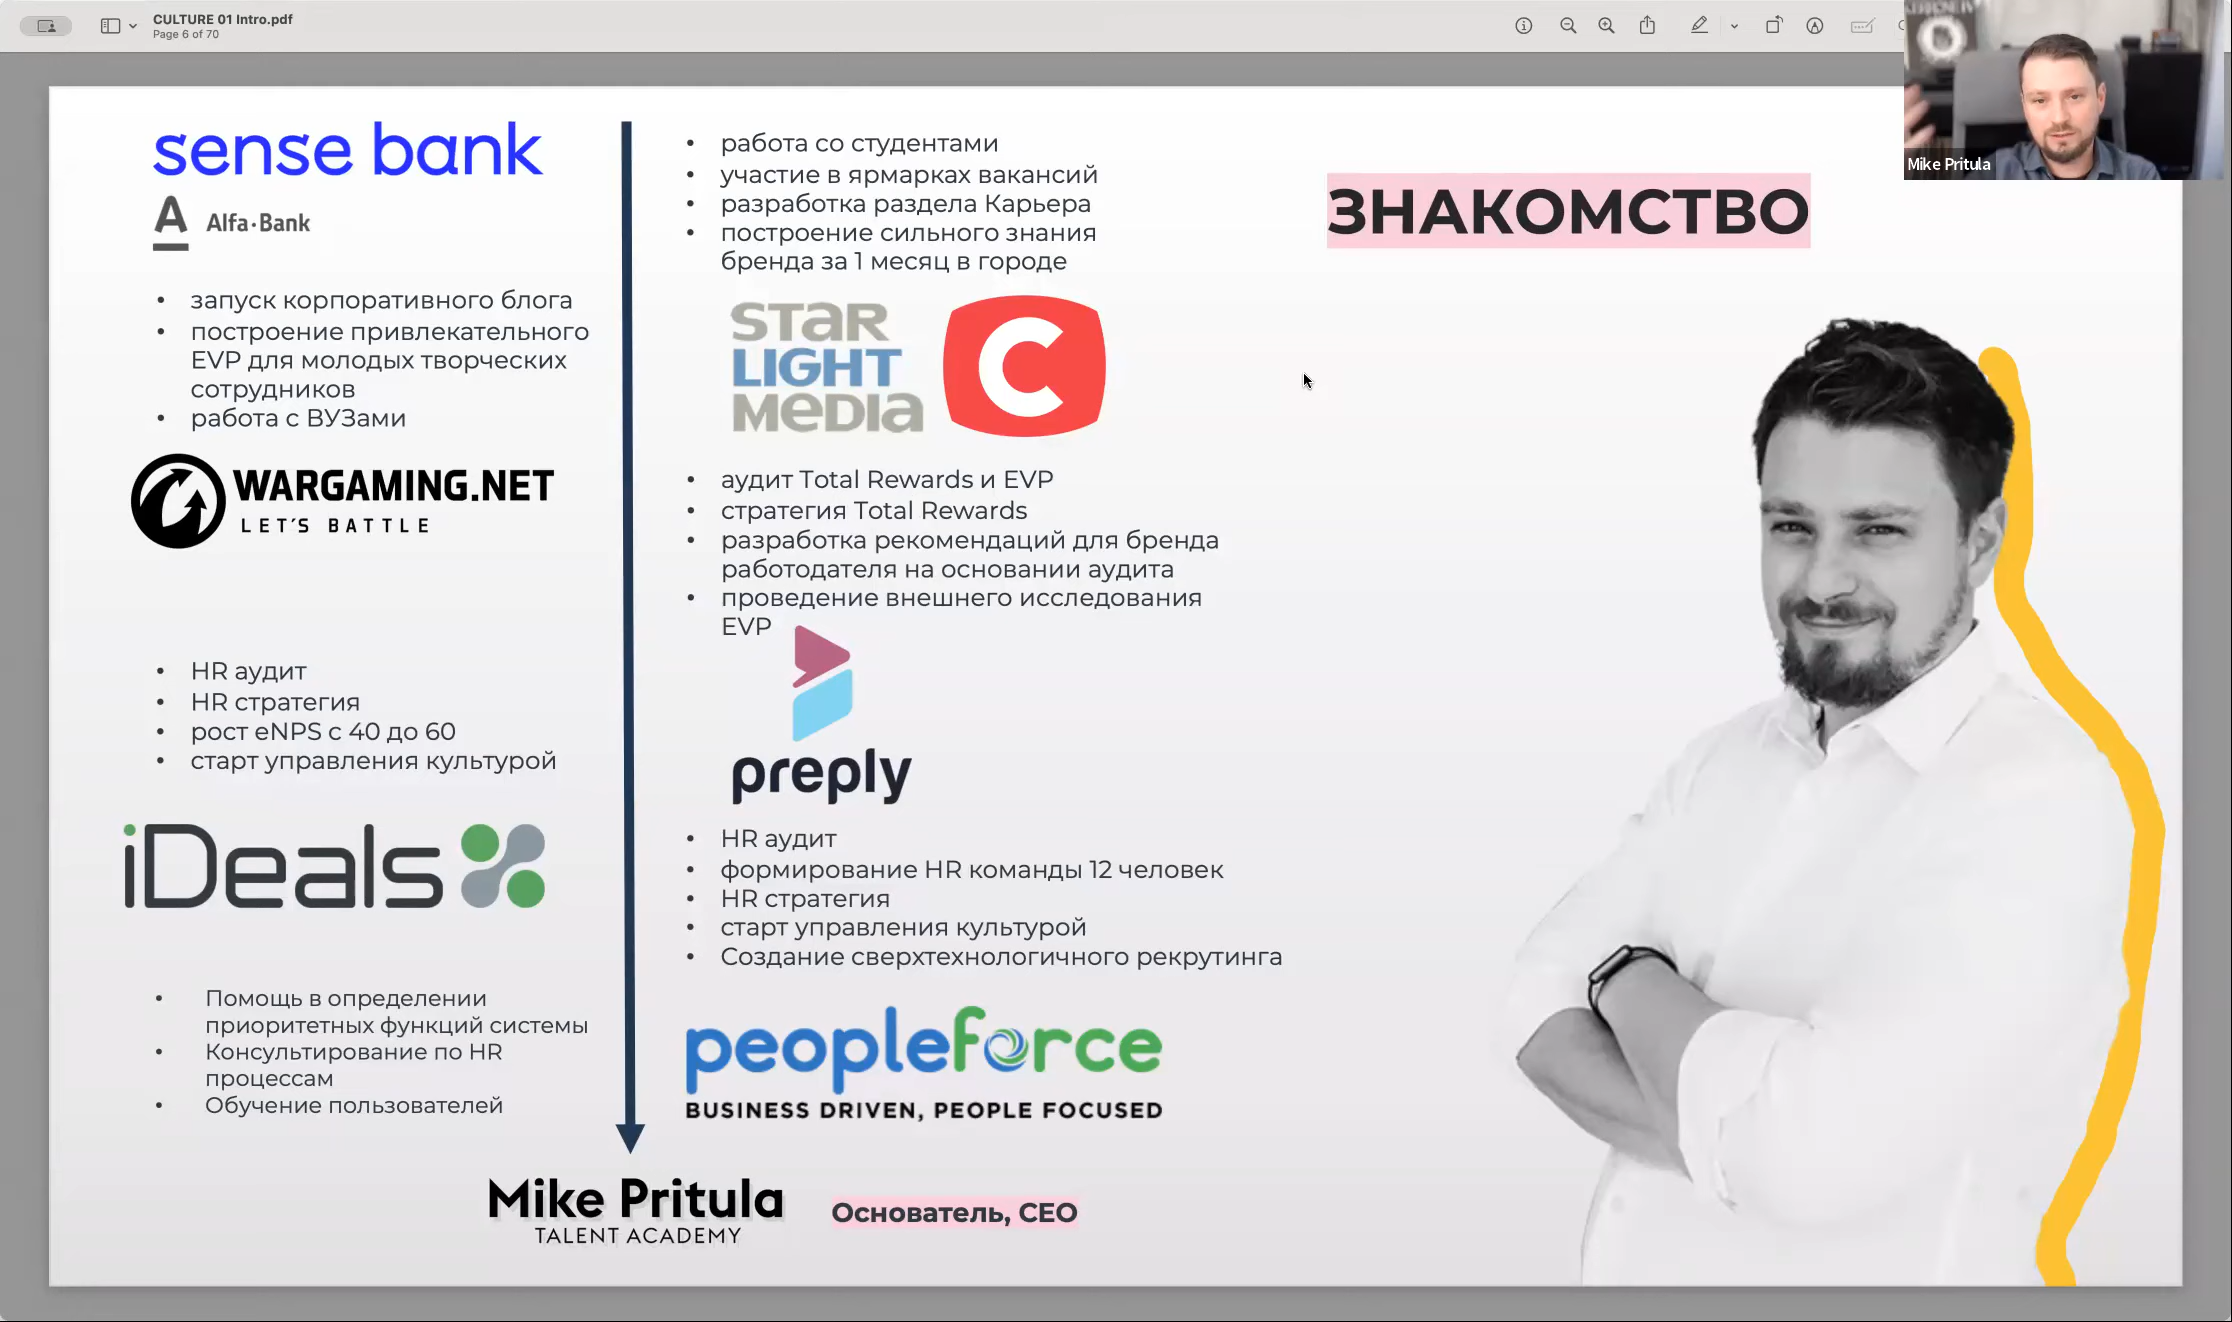 CULTURE 01 Intro.pdf
Page 6 of 70
Mike Pritula
sense bank
A Alfa·Bank
• запуск корпоративного блога
• построение привлекательного
EVP для молодых творческих
сотрудников
• работа с ВУЗами
WARGAMING.NET
LET'S BATTLE
• HR аудит
• HR стратегия
• рост eNPS с 40 до 60
• старт управления культурой
iDeals
• Помощь в определении
приоритетных функций системы
• Консультирование по HR
процессам
• Обучение пользователей
• работа со студентами
• участие в ярмарках вакансий
• разработка раздела Карьера
• построение сильного знания
бренда за 1 месяц в городе
STAR
LIGHT
MEDIA
C
• аудит Total Rewards и EVP
• стратегия Total Rewards
• разработка рекомендаций для бренда
работодателя на основании аудита
• проведение внешнего исследования
EVP
preply
• HR аудит
• формирование HR команды 12 человек
• HR стратегия
• старт управления культурой
• Создание сверхтехнологичного рекрутинга
peopleforce
BUSINESS DRIVEN, PEOPLE FOCUSED
ЗНАКОМСТВО
Mike Pritula
TALENT ACADEMY
Основатель, CEO